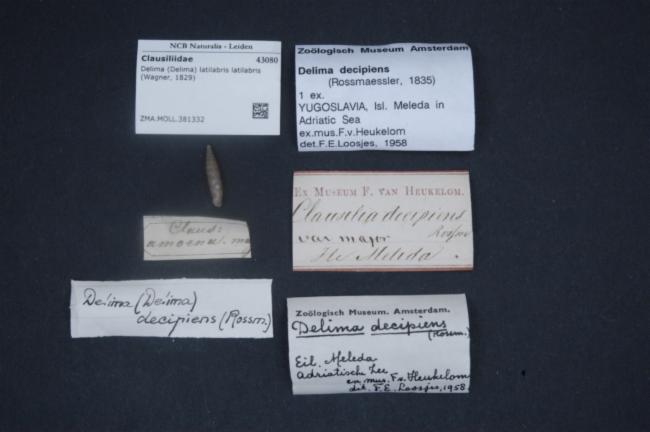 NCB Naturalis - Leiden
Clausiliidae 43080
Delima (Delima) latilabris latilabris
(Wagner, 1829)
ZMA.MOLL.381332
Zoölogisch Museum Amsterdam
Delima decipiens
(Rossmaessler, 1835)
1 ex.
YUGOSLAVIA, Isl. Meleda in
Adriatic Sea
ex.mus.F.v.Heukelom
det.F.E.Loosjes, 1958
Claus:
amoena. m
Ex Museum F. van Heukelom.
Clausilia decipiens
var major
Ile Meleda.
Delima (Delima)
decipiens (Rossm.)
Zoölogisch Museum. Amsterdam.
Delima decipiens
(Rossm.)
Eil. Meleda
Adriatische Zee
ex mus. F.v. Heukelom
det. F.E. Loosjes, 1958